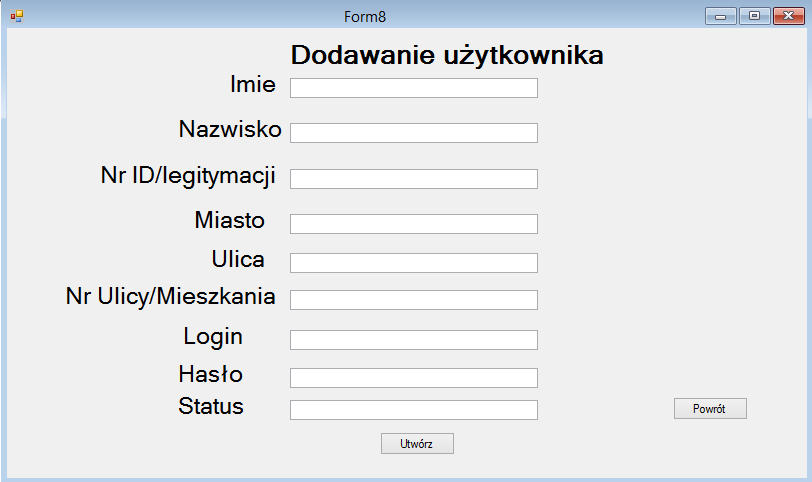 Form8
Dodawanie użytkownika
Imie
Nazwisko
Nr ID/legitymacji
Miasto
Ulica
Nr Ulicy/Mieszkania
Login
Hasło
Status
Powrót
Utwórz